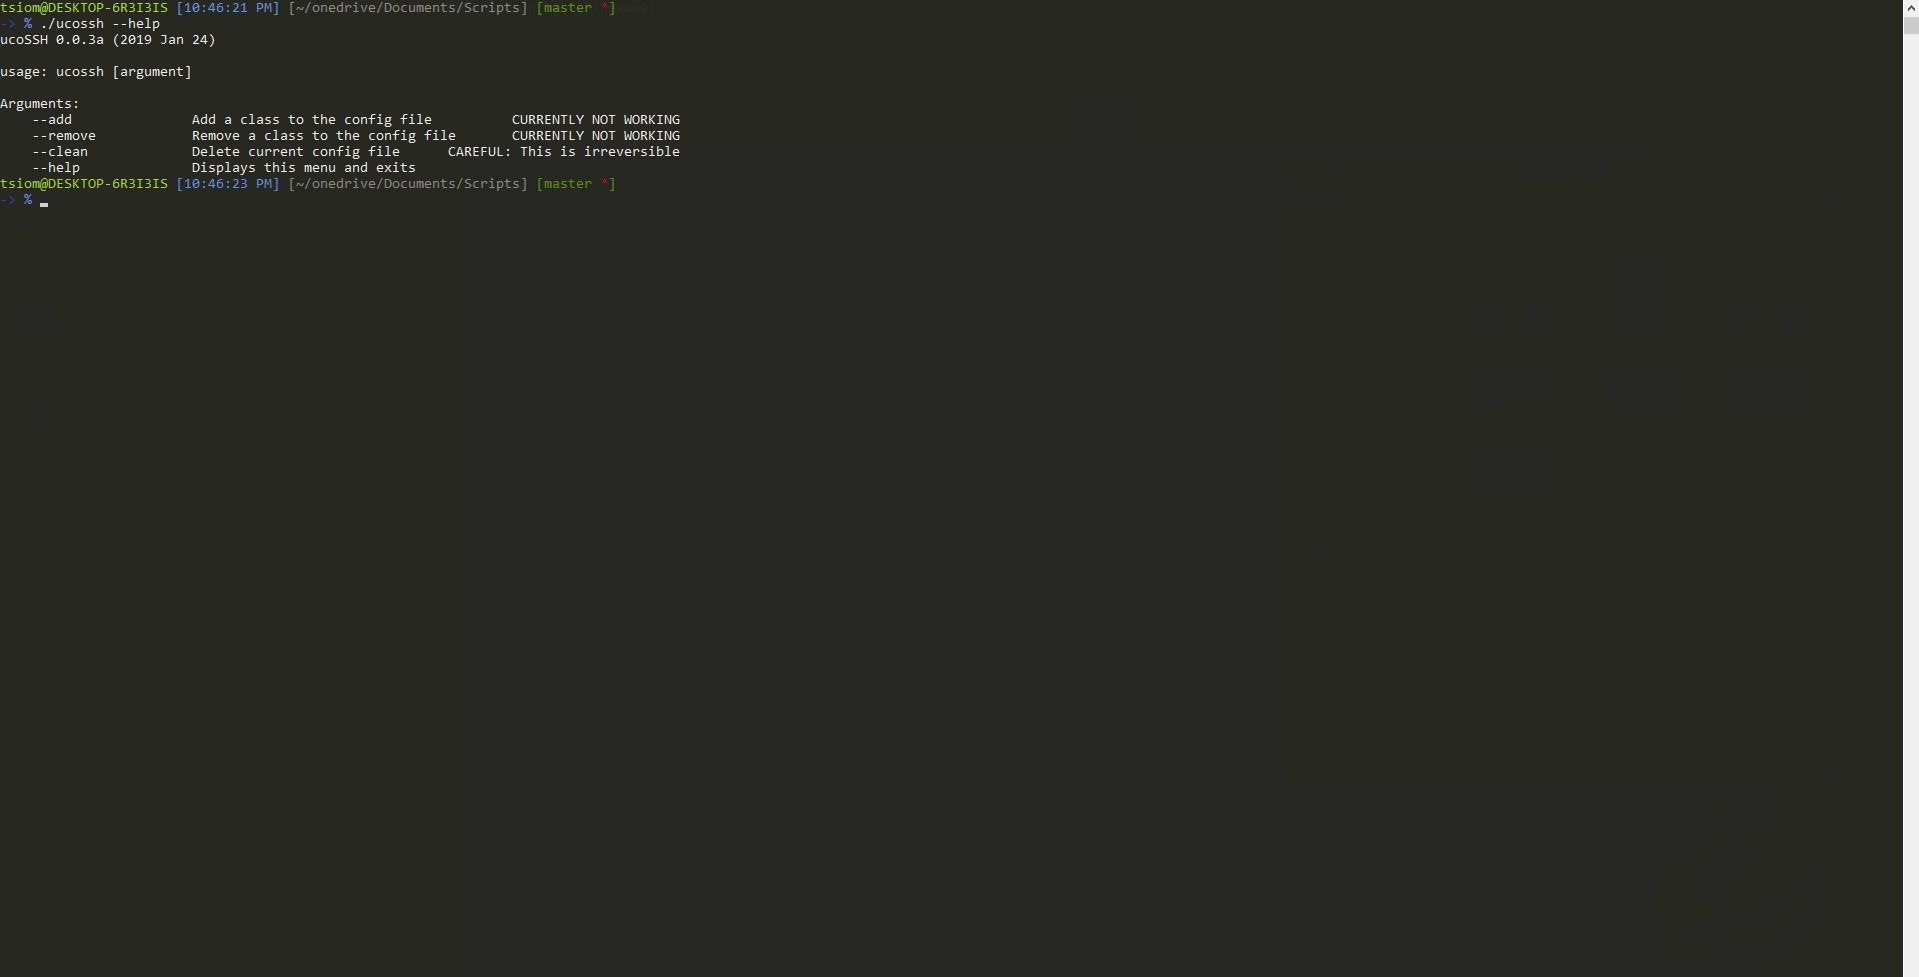 tsiom@DESKTOP-6R3I3IS [10:46:21 PM] [~/onedrive/Documents/Scripts] [master *]
-> % ./ucossh --help
ucoSSH 0.0.3a (2019 Jan 24)
usage: ucossh [argument]
Arguments:
    --add               Add a class to the config file          CURRENTLY NOT WORKING
    --remove            Remove a class to the config file       CURRENTLY NOT WORKING
    --clean             Delete current config file      CAREFUL: This is irreversible
    --help              Displays this menu and exits
tsiom@DESKTOP-6R3I3IS [10:46:23 PM] [~/onedrive/Documents/Scripts] [master *]
-> %